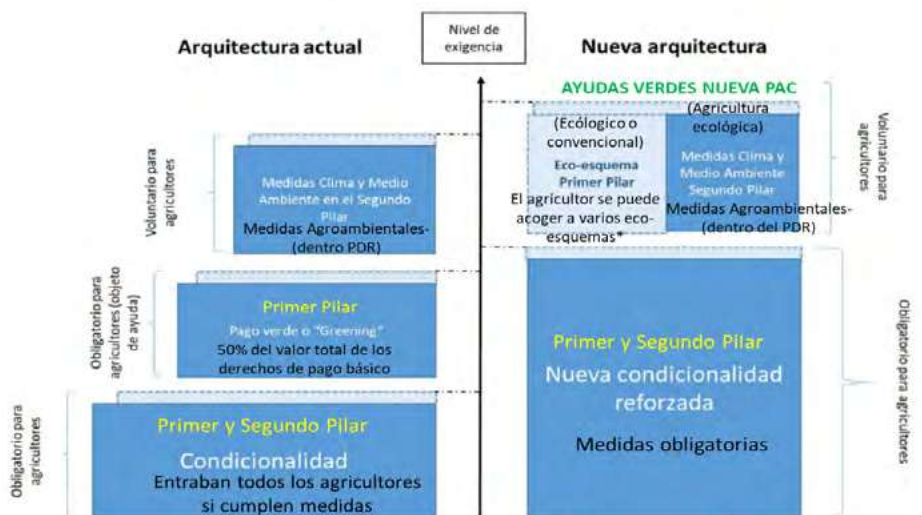 Arquitectura actual
Nivel de
exigencia
Nueva arquitectura
Voluntario para
agricultores
Medidas Clima y Medio
Ambiente en el Segundo
Pilar
Medidas Agroambientales-
(dentro PDR)
Obligatorio para
agricultores (objeto
de ayuda)
Primer Pilar
Pago verde o "Greening"
50% del valor total de los
derechos de pago básico
Obligatorio para
agricultores
Primer y Segundo Pilar
Condicionalidad
Entraban todos los agricultores
si cumplen medidas
AYUDAS VERDES NUEVA PAC
(Ecólogico o
convencional)
Eco-esquema
Primer Pilar
El agricultor se puede
acoger a varios eco-
esquemas*
(Agricultura
ecológica)
Medidas Clima y
Medio Ambiente
Segundo Pilar
Medidas Agroambientales-
(dentro del PDR)
Voluntario para
agricultores
Primer y Segundo Pilar
Nueva condicionalidad
reforzada
Medidas obligatorias
Obligatorio para agricultores